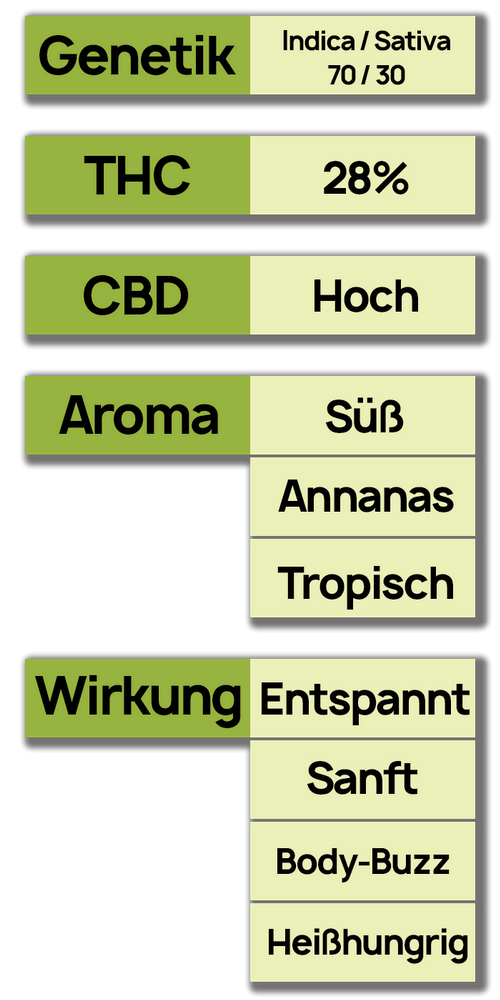 Genetik
Indica / Sativa
70 / 30
THC
28%
CBD
Hoch
Aroma
Süß
Annanas
Tropisch
Wirkung
Entspannt
Sanft
Body-Buzz
Heißhungrig